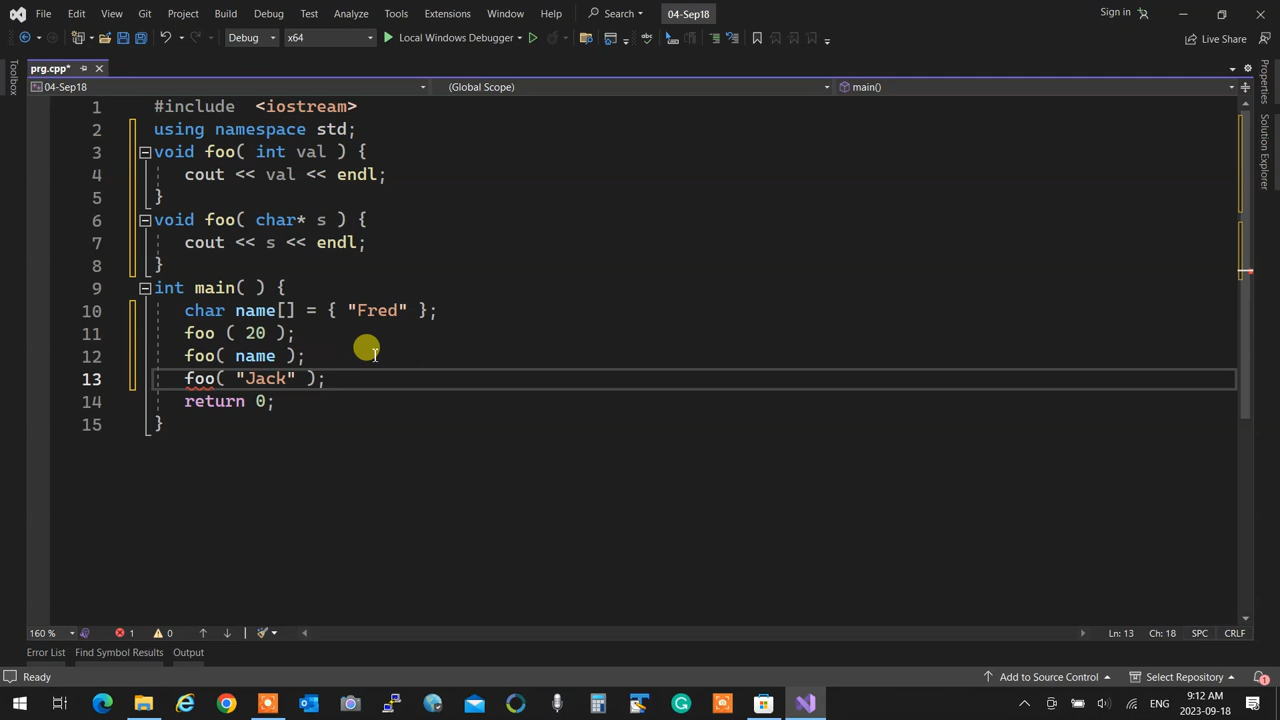 File Edit View Git Project Build Debug Test Analyze Tools Extensions Window Help Search 04-Sep18 Sign in
Debug x64 Local Windows Debugger Live Share
Toolbox
prg.cpp*
04-Sep18 (Global Scope) main()
1 #include <iostream>
2 using namespace std;
3 void foo( int val ) {
4 cout << val << endl;
5 }
6 void foo( char* s ) {
7 cout << s << endl;
8 }
9 int main( ) {
10 char name[] = { "Fred" };
11 foo ( 20 );
12 foo( name );
13 foo( "Jack" );
14 return 0;
15 }
Properties
Solution Explorer
160 % 1 0 Ln: 13 Ch: 18 SPC CRLF
Error List Find Symbol Results Output
Ready Add to Source Control Select Repository 1
ENG 9:12 AM
2023-09-18